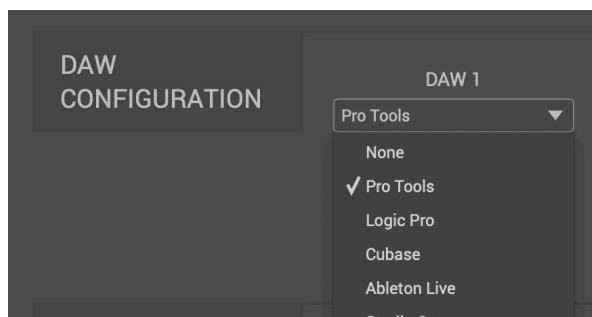 DAW
CONFIGURATION
DAW 1
Pro Tools
None
Pro Tools
Logic Pro
Cubase
Ableton Live